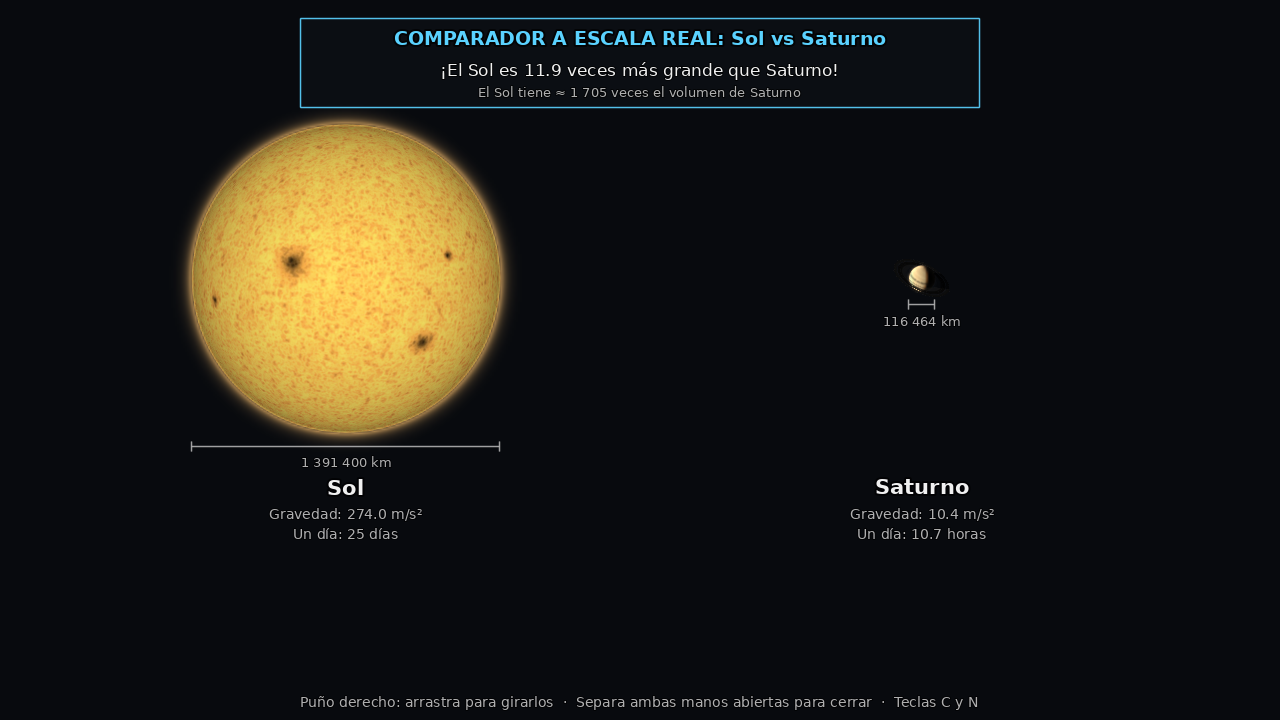 COMPARADOR A ESCALA REAL: Sol vs Saturno
¡El Sol es 11.9 veces más grande que Saturno!
El Sol tiene ≈ 1 705 veces el volumen de Saturno
116 464 km
1 391 400 km
Sol
Gravedad: 274.0 m/s²
Un día: 25 días
Saturno
Gravedad: 10.4 m/s²
Un día: 10.7 horas
Puño derecho: arrastra para girarlos · Separa ambas manos abiertas para cerrar · Teclas C y N